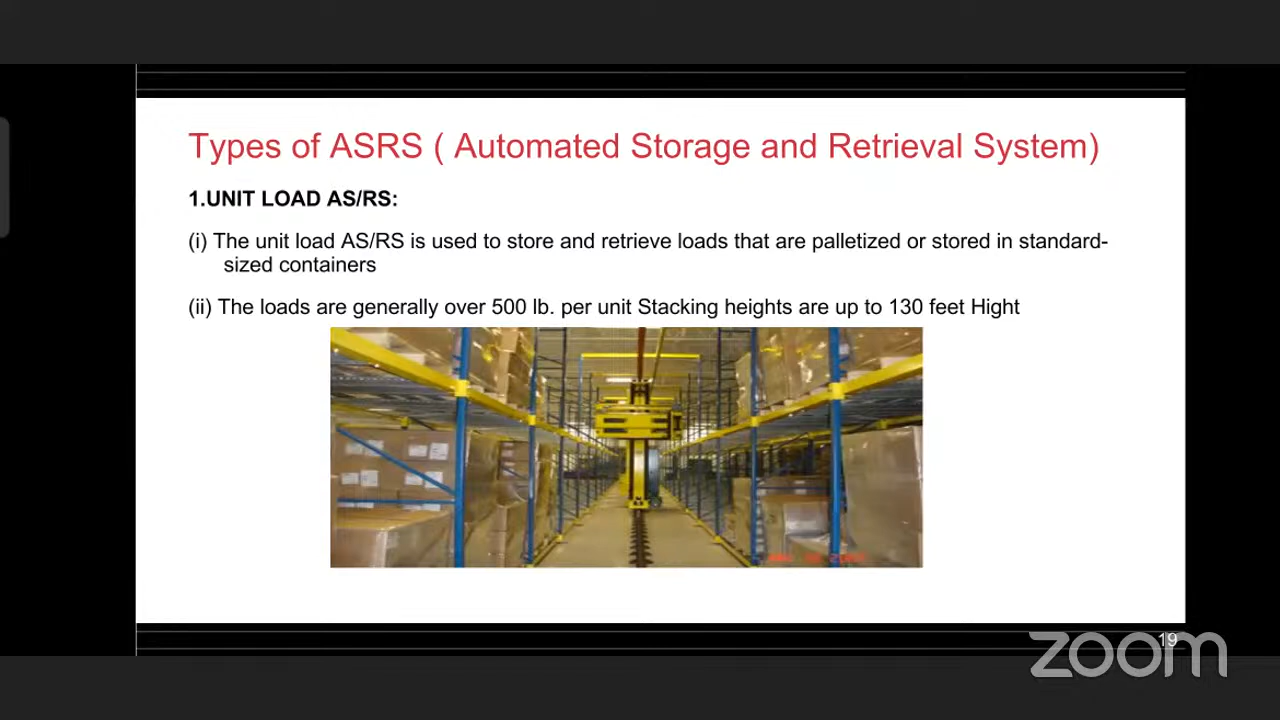 Types of ASRS ( Automated Storage and Retrieval System)
1.UNIT LOAD AS/RS:
(i) The unit load AS/RS is used to store and retrieve loads that are palletized or stored in standard-
sized containers
(ii) The loads are generally over 500 lb. per unit Stacking heights are up to 130 feet Hight
19
zoom